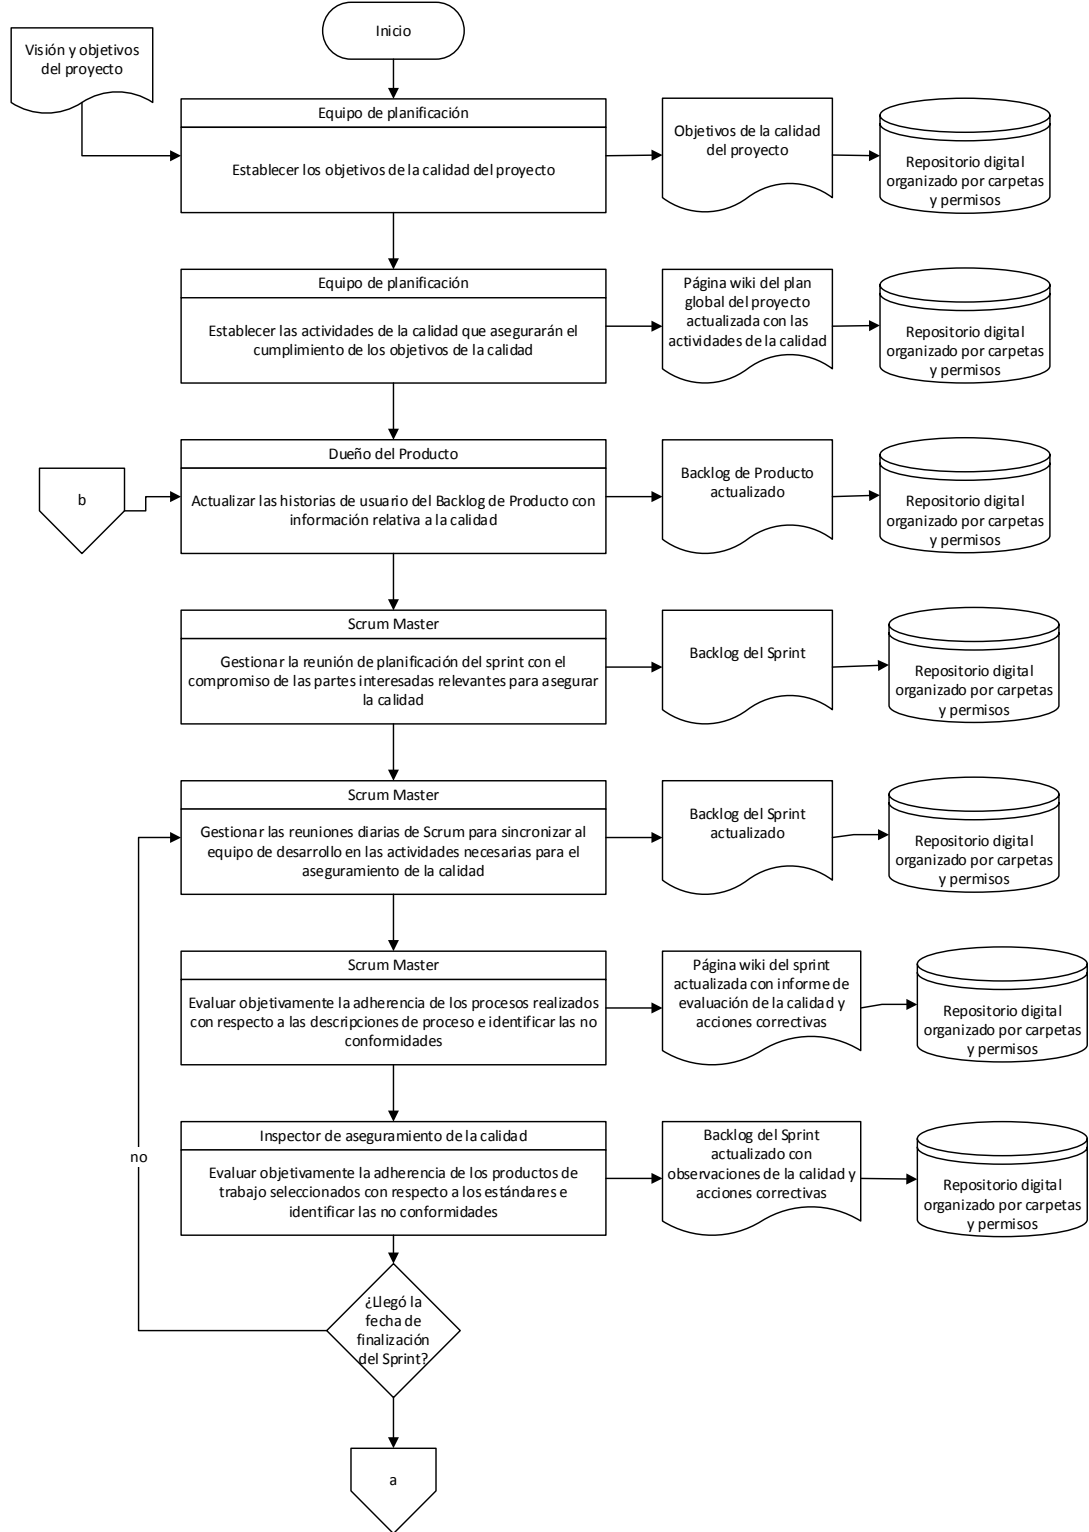 Inicio
Visión y objetivos
del proyecto
Equipo de planificación
Establecer los objetivos de la calidad del proyecto
Objetivos de la calidad
del proyecto
Repositorio digital
organizado por carpetas
y permisos
Equipo de planificación
Establecer las actividades de la calidad que asegurarán el
cumplimiento de los objetivos de la calidad
Página wiki del plan
global del proyecto
actualizada con las
actividades de la calidad
Repositorio digital
organizado por carpetas
y permisos
b
Dueño del Producto
Actualizar las historias de usuario del Backlog de Producto con
información relativa a la calidad
Backlog de Producto
actualizado
Repositorio digital
organizado por carpetas
y permisos
Scrum Master
Gestionar la reunión de planificación del sprint con el
compromiso de las partes interesadas relevantes para asegurar
la calidad
Backlog del Sprint
Repositorio digital
organizado por carpetas
y permisos
Scrum Master
Gestionar las reuniones diarias de Scrum para sincronizar al
equipo de desarrollo en las actividades necesarias para el
aseguramiento de la calidad
Backlog del Sprint
actualizado
Repositorio digital
organizado por carpetas
y permisos
Scrum Master
Evaluar objetivamente la adherencia de los procesos realizados
con respecto a las descripciones de proceso e identificar las no
conformidades
Página wiki del sprint
actualizada con informe de
evaluación de la calidad y
acciones correctivas
Repositorio digital
organizado por carpetas
y permisos
no
Inspector de aseguramiento de la calidad
Evaluar objetivamente la adherencia de los productos de
trabajo seleccionados con respecto a los estándares e
identificar las no conformidades
Backlog del Sprint
actualizado con
observaciones de la calidad y
acciones correctivas
Repositorio digital
organizado por carpetas
y permisos
¿Llegó la
fecha de
finalización
del Sprint?
a